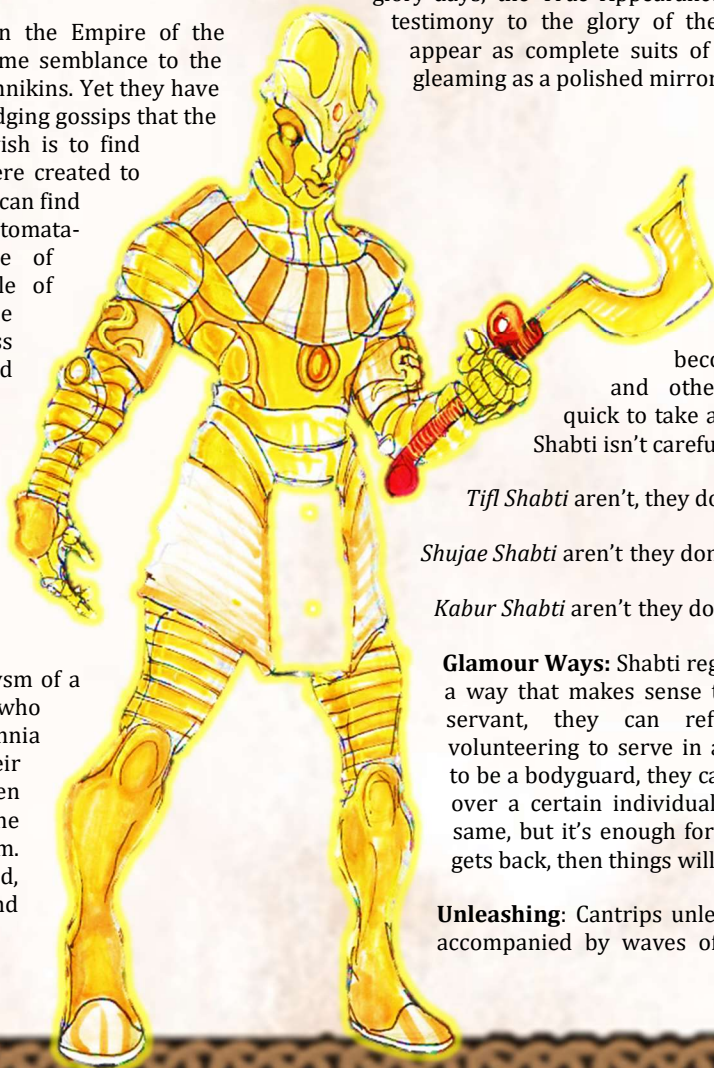 n the Empire of the
me semblance to the
nnikins. Yet they have
dging gossips that the
ish is to find
ere created to
can find
tomata-
e of
le of
e
ss
d
ysm of a
who
nnia
eir
en
he
m.
d,
nd
glory days, the True Appearanc
testimony to the glory of the
appear as complete suits of
gleaming as a polished mirror
beco
and othe
quick to take a
Shabti isn’t carefu
Tifl Shabti aren’t, they do
Shujae Shabti aren’t they don
Kabur Shabti aren’t they do
Glamour Ways: Shabti reg
a way that makes sense t
servant, they can ref
volunteering to serve in a
to be a bodyguard, they ca
over a certain individual
same, but it’s enough for
gets back, then things will
Unleashing: Cantrips unle
accompanied by waves of